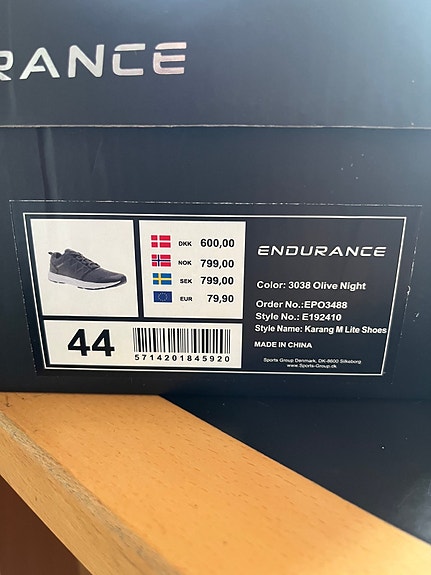 RANCE
DKK 600,00
NOK 799,00
SEK 799,00
EUR 79,90
44
5714201845920
ENDURANCE
Color: 3038 Olive Night
Order No.:EPO3488
Style No.: E192410
Style Name: Karang M Lite Shoes
MADE IN CHINA
Sports Group Denmark, DK-8600 Silkeborg
www.Sports-Group.dk